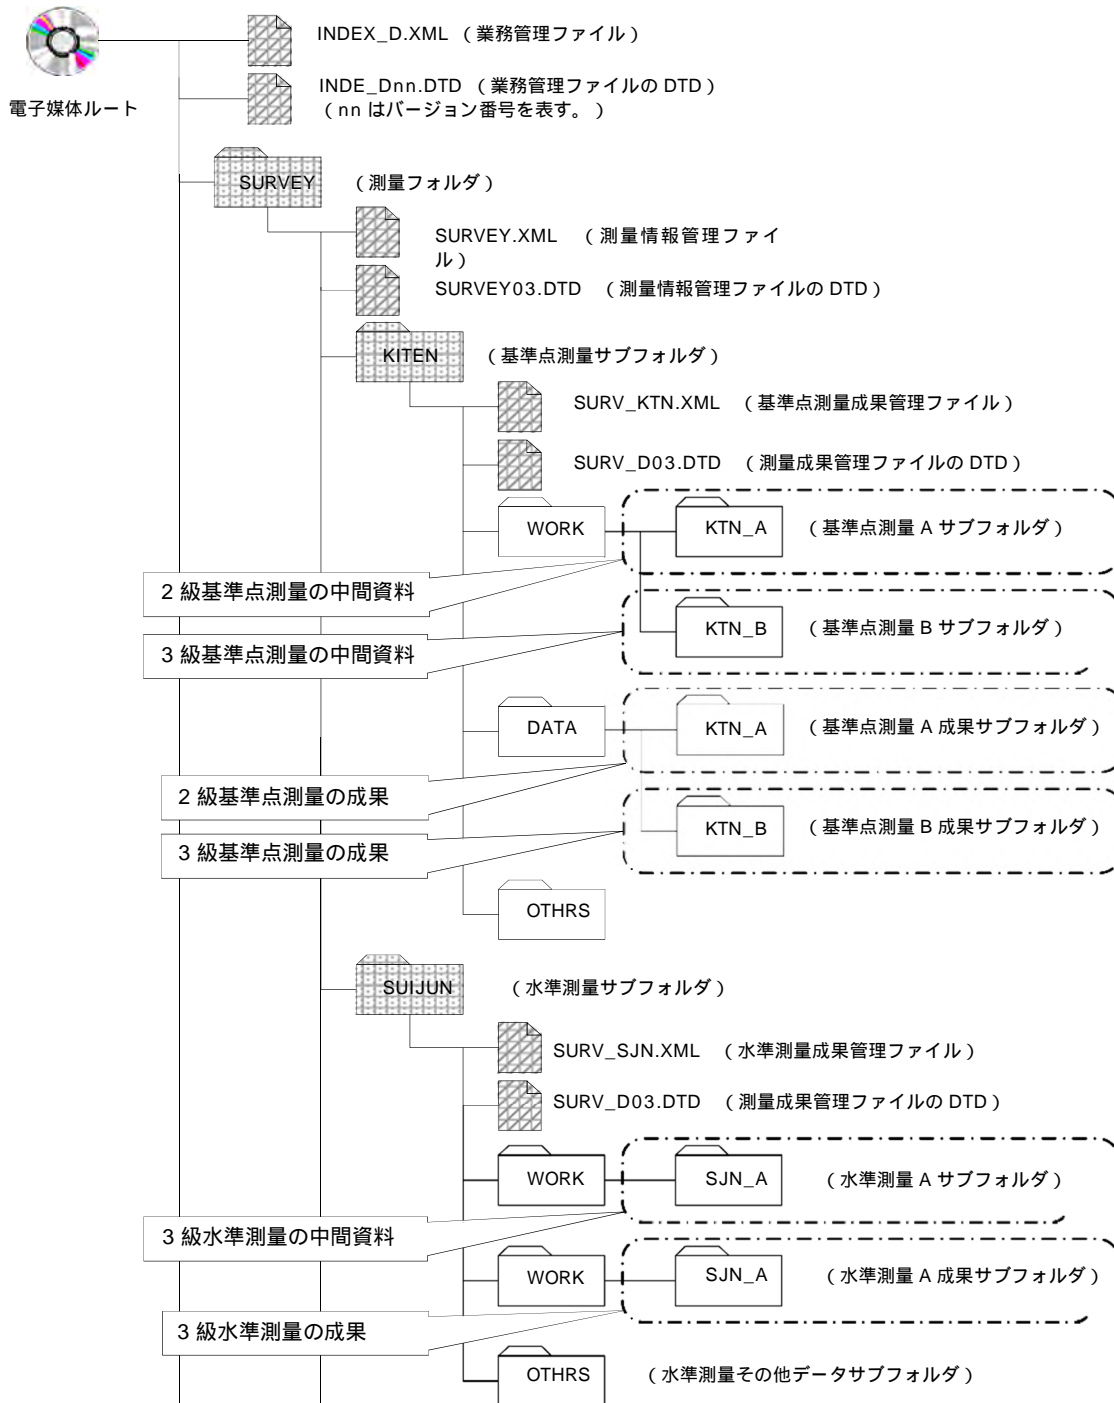 INDEX_D.XML （業務管理ファイル）
電子媒体ルート
INDE_Dnn.DTD （業務管理ファイルの DTD）
（nn はバージョン番号を表す。）
SURVEY （測量フォルダ）
SURVEY.XML （測量情報管理ファイ
ル）
SURVEY03.DTD （測量情報管理ファイルの DTD）
KITEN （基準点測量サブフォルダ）
SURV_KTN.XML （基準点測量成果管理ファイル）
SURV_D03.DTD （測量成果管理ファイルの DTD）
WORK KTN_A （基準点測量 A サブフォルダ）
2 級基準点測量の中間資料
KTN_B （基準点測量 B サブフォルダ）
3 級基準点測量の中間資料
DATA KTN_A （基準点測量 A 成果サブフォルダ）
2 級基準点測量の成果
KTN_B （基準点測量 B 成果サブフォルダ）
3 級基準点測量の成果
OTHRS
SUIJUN （水準測量サブフォルダ）
SURV_SJN.XML （水準測量成果管理ファイル）
SURV_D03.DTD （測量成果管理ファイルの DTD）
WORK SJN_A （水準測量 A サブフォルダ）
3 級水準測量の中間資料
WORK SJN_A （水準測量 A 成果サブフォルダ）
3 級水準測量の成果
OTHRS （水準測量その他データサブフォルダ）